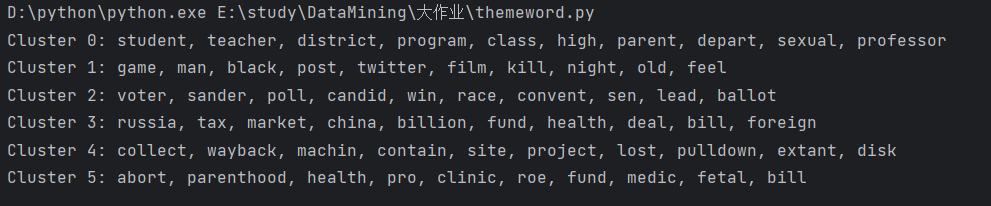 D:\python\python.exe E:\study\DataMining\大作业\themeword.py
Cluster 0: student, teacher, district, program, class, high, parent, depart, sexual, professor
Cluster 1: game, man, black, post, twitter, film, kill, night, old, feel
Cluster 2: voter, sander, poll, candid, win, race, convent, sen, lead, ballot
Cluster 3: russia, tax, market, china, billion, fund, health, deal, bill, foreign
Cluster 4: collect, wayback, machin, contain, site, project, lost, pulldown, extant, disk
Cluster 5: abort, parenthood, health, pro, clinic, roe, fund, medic, fetal, bill